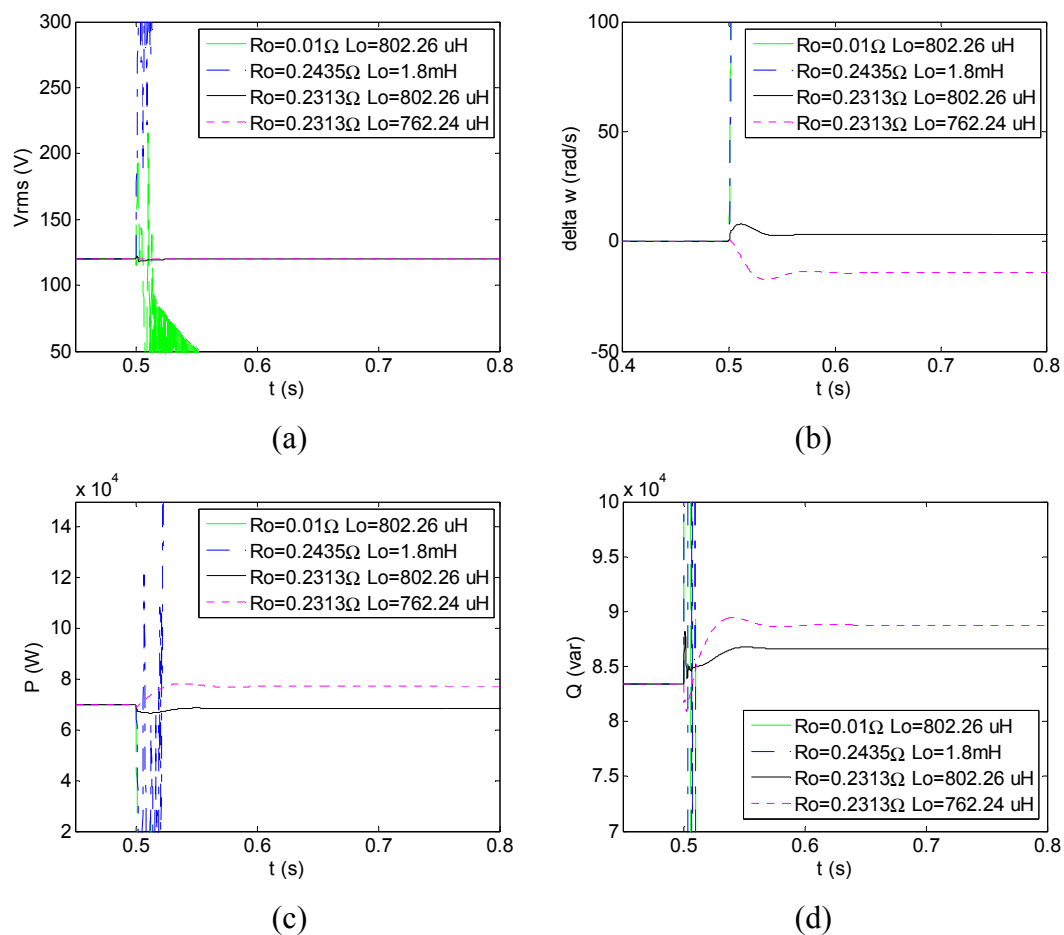 300
250
200
150
100
50
Vrms (V)
0.5
0.6
0.7
0.8
t (s)
Ro=0.01Ω Lo=802.26 uH
Ro=0.2435Ω Lo=1.8mH
Ro=0.2313Ω Lo=802.26 uH
Ro=0.2313Ω Lo=762.24 uH
(a)
100
50
0
-50
delta w (rad/s)
0.4
0.5
0.6
0.7
0.8
t (s)
Ro=0.01Ω Lo=802.26 uH
Ro=0.2435Ω Lo=1.8mH
Ro=0.2313Ω Lo=802.26 uH
Ro=0.2313Ω Lo=762.24 uH
(b)
x 10^4
14
12
10
8
6
4
2
P (W)
0.5
0.6
0.7
0.8
t (s)
Ro=0.01Ω Lo=802.26 uH
Ro=0.2435Ω Lo=1.8mH
Ro=0.2313Ω Lo=802.26 uH
Ro=0.2313Ω Lo=762.24 uH
(c)
x 10^4
10
9.5
9
8.5
8
7.5
7
Q (var)
0.5
0.6
0.7
0.8
t (s)
Ro=0.01Ω Lo=802.26 uH
Ro=0.2435Ω Lo=1.8mH
Ro=0.2313Ω Lo=802.26 uH
Ro=0.2313Ω Lo=762.24 uH
(d)